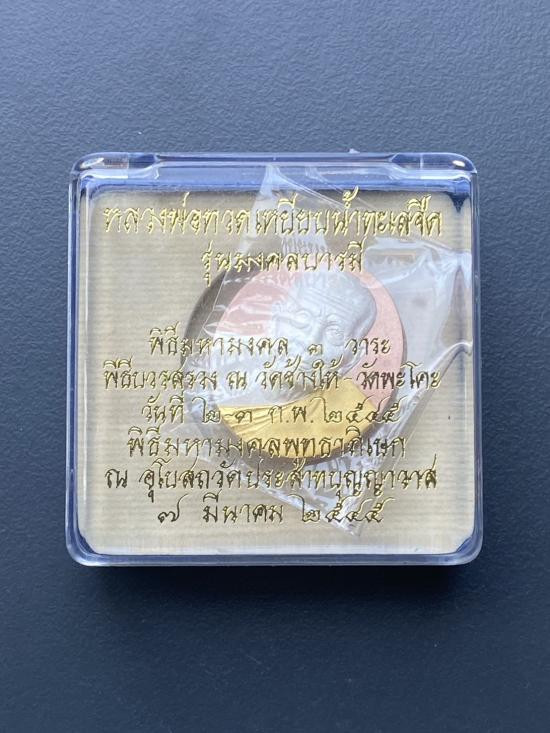 หลวงพ่อทวดเหยียบน้ำทะเลจืด
รุ่นมงคลบารมี
พิธีมหามงคล ๓ วาระ
พิธีบวรสรวง ณ วัดช้างให้-วัดพะโคะ
วันที่ ๒-๓ ก.พ. ๒๕๔๕
พิธีมหามงคลพุทธาภิเษก
ณ อุโบสถวัดประสาทบุญญาวาส
๗ มีนาคม ๒๕๔๕